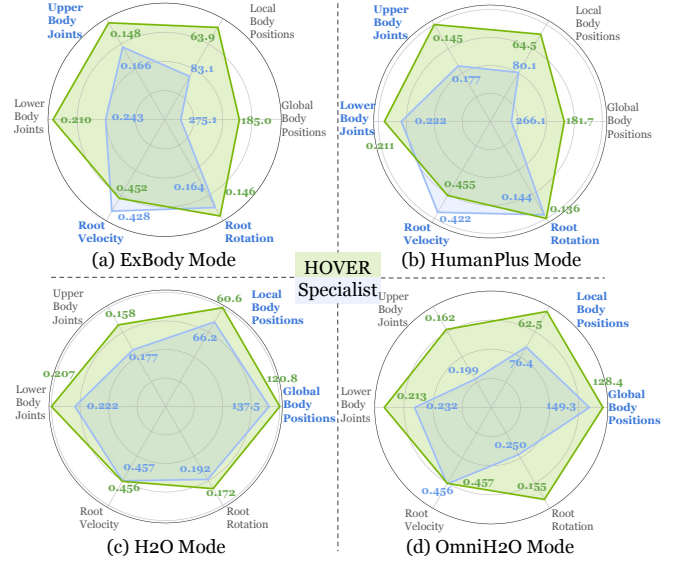 Upper
Body
Joints
Local
Body
Positions
0.148
63.9
0.166
83.1
Lower
Body
Joints
0.210
0.243
275.1
185.0
Global
Body
Positions
0.452
0.164
0.146
0.428
Root
Velocity
Root
Rotation
(a) ExBody Mode
Upper
Body
Joints
Local
Body
Positions
0.145
64.5
0.177
80.1
Lower
Body
Joints
0.222
266.1
181.7
Global
Body
Positions
0.211
0.455
0.144
0.136
0.422
Root
Velocity
Root
Rotation
(b) HumanPlus Mode
HOVER
Specialist
Upper
Body
Joints
Local
Body
Positions
0.158
60.6
0.177
66.2
0.207
120.8
Lower
Body
Joints
0.222
137.5
Global
Body
Positions
0.457
0.192
0.456
0.172
Root
Velocity
Root
Rotation
(c) H2O Mode
Upper
Body
Joints
Local
Body
Positions
0.162
62.5
0.199
76.4
128.4
Lower
Body
Joints
0.213
0.232
149.3
Global
Body
Positions
0.250
0.456
0.457
0.155
Root
Velocity
Root
Rotation
(d) OmniH2O Mode